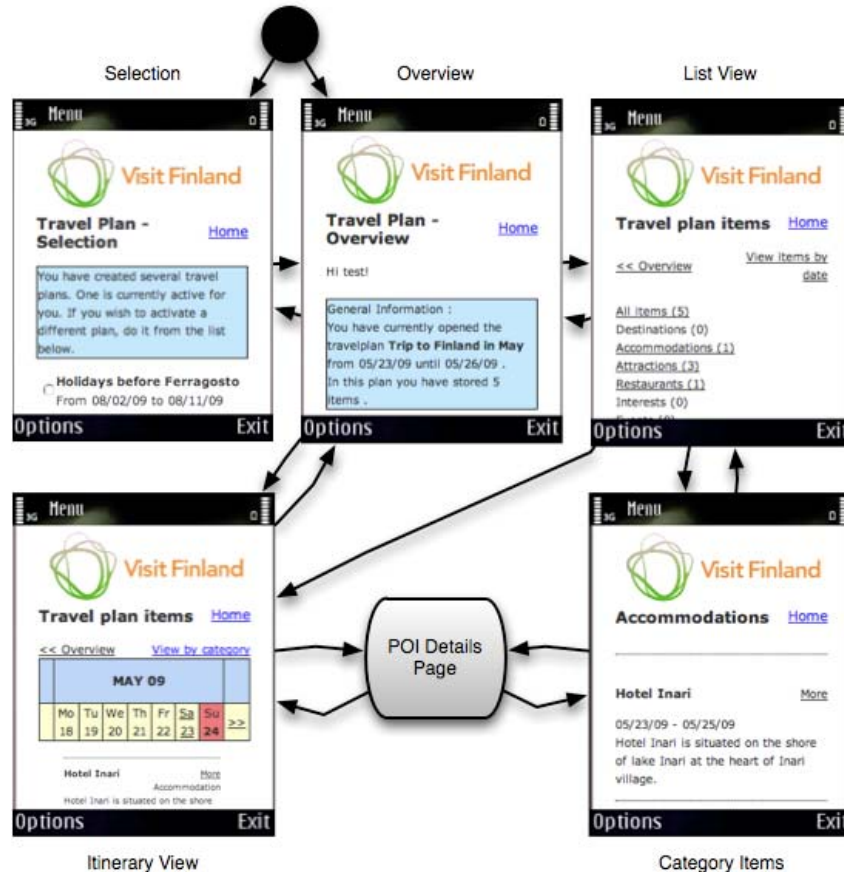 Selection
Overview
List View
3G Menu
Visit Finland
Travel Plan -
Selection
Home
You have created several travel
plans. One is currently active for
you. If you wish to activate a
different plan, do it from the list
below.
Holidays before Ferragosto
From 08/02/09 to 08/11/09
Options Exit
3G Menu
Visit Finland
Travel Plan -
Overview
Home
Hi test!
General Information :
You have currently opened the
travelplan Trip to Finland in May
from 05/23/09 until 05/26/09 .
In this plan you have stored 5
items .
Options Exit
3G Menu
Visit Finland
Travel plan items Home
<< Overview
View items by
date
All items (5)
Destinations (0)
Accommodations (1)
Attractions (3)
Restaurants (1)
Interests (0)
Events (0)
Options Exit
3G Menu
Visit Finland
Travel plan items Home
<< Overview View by category
MAY 09
Mo Tu We Th Fr Sa Su
18 19 20 21 22 23 24 >>
Hotel Inari More
Accommodation
Hotel Inari is situated on the shore
Options Exit
Itinerary View
POI Details
Page
3G Menu
Visit Finland
Accommodations Home
Hotel Inari More
05/23/09 - 05/25/09
Hotel Inari is situated on the shore
of lake Inari at the heart of Inari
village.
Options Exit
Category Items